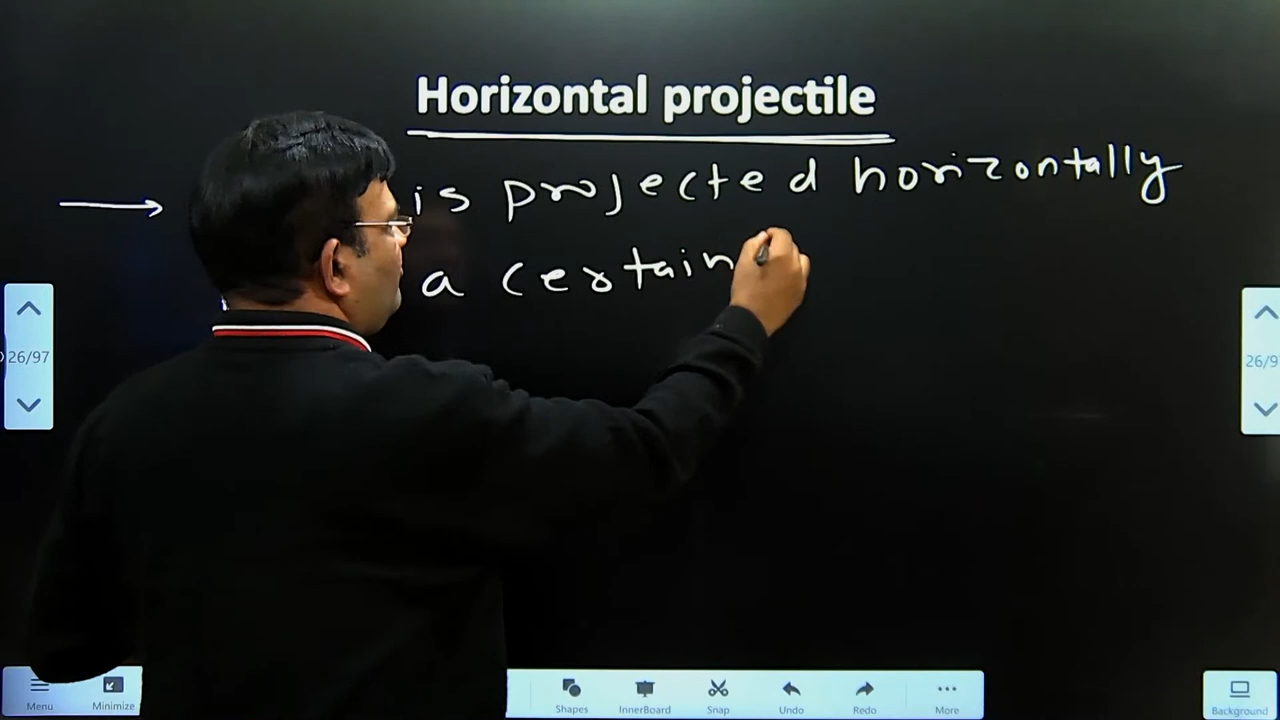 Horizontal projectile
is projected horizontally
a certain
26/97
26/9
Menu
Minimize
Shapes
InnerBoard
Snap
Undo
Redo
More
Background